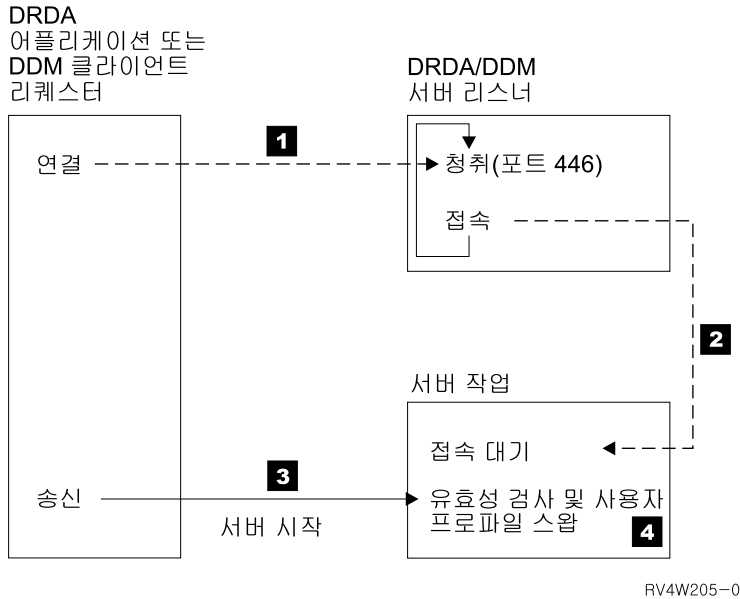 DRDA
어플리케이션 또는
DDM 클라이언트
리퀘스터
DRDA/DDM
서버 리스너
1
연결
청취(포트 446)
접속
2
서버 작업
접속 대기
3
송신
서버 시작
유효성 검사 및 사용자
프로파일 스왑
4
RV4W205-0